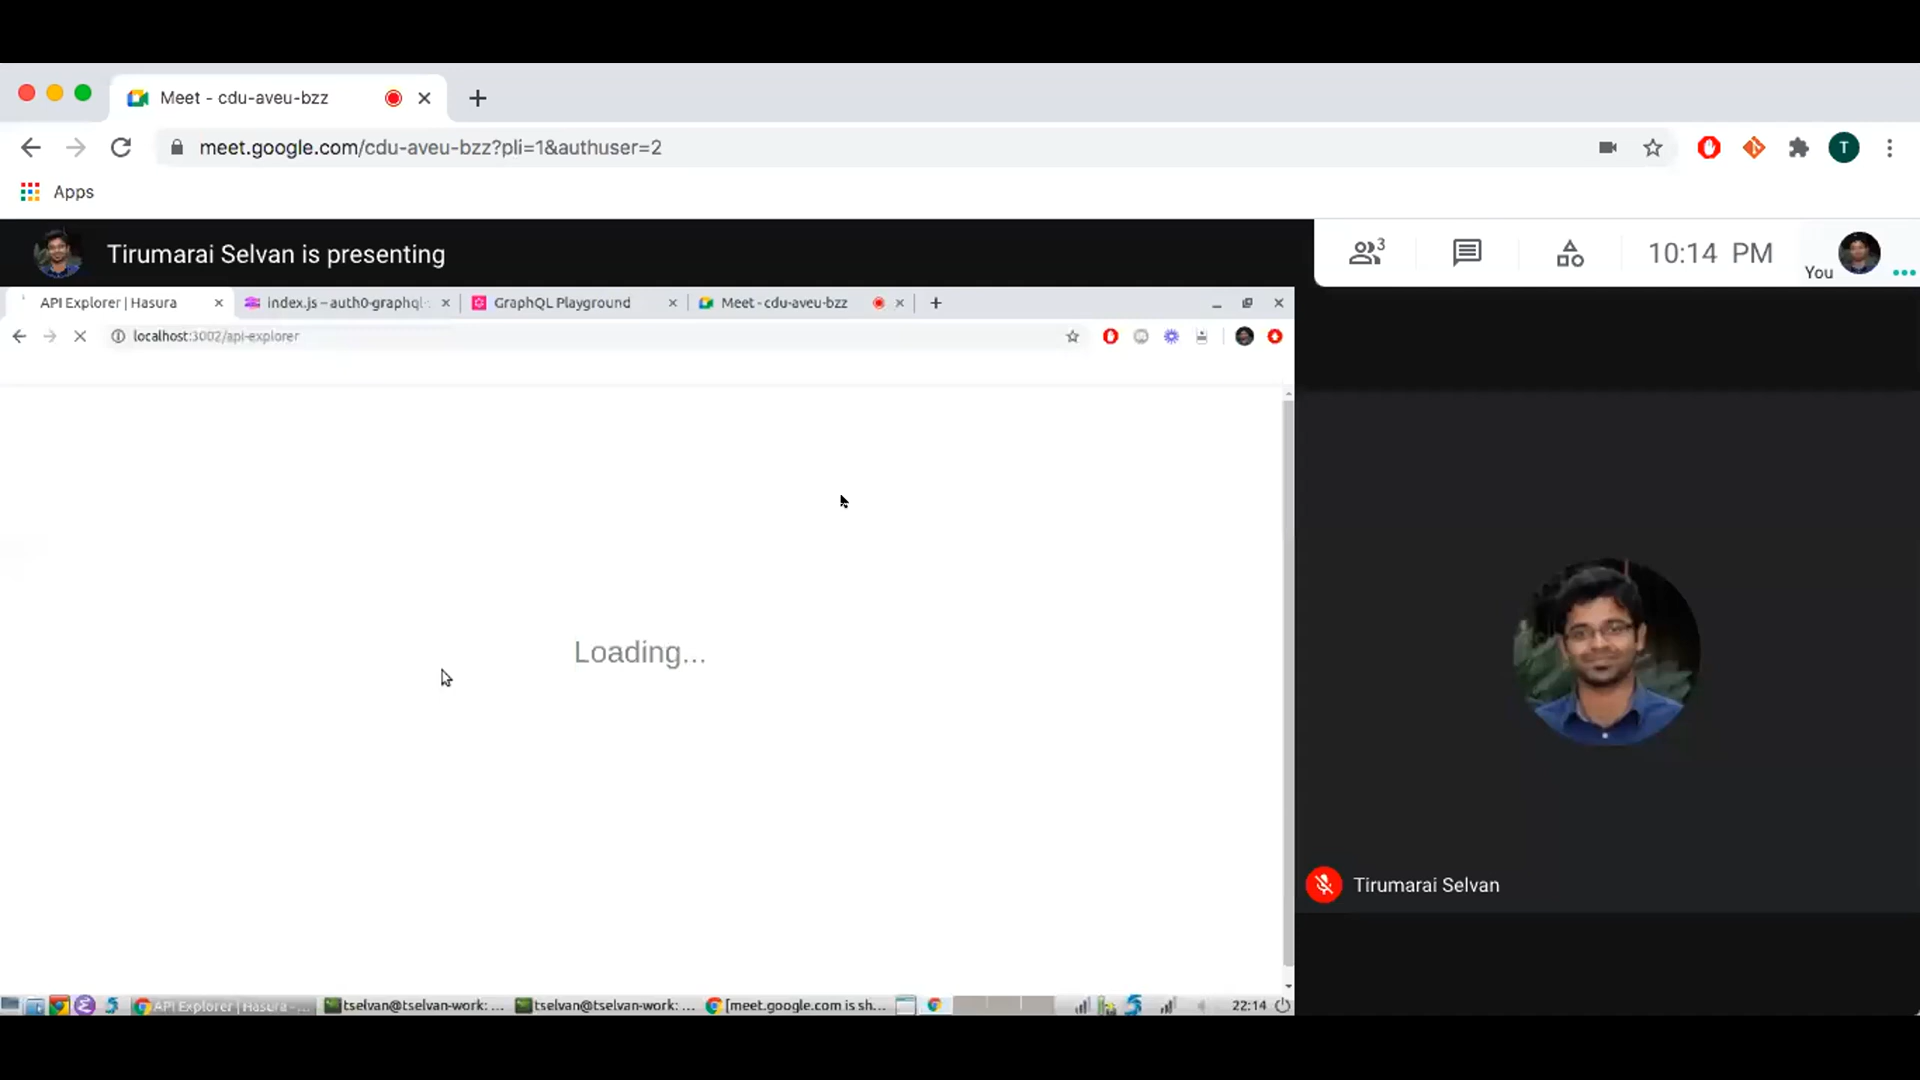 Meet - cdu-aveu-bzz
meet.google.com/cdu-aveu-bzz?pli=1&authuser=2
T
Apps
Tirumarai Selvan is presenting
3
10:14 PM
You
API Explorer | Hasura
index.js – auth0-graphql-
GraphQL Playground
Meet - cdu-aveu-bzz
localhost:3002/api-explorer
Loading...
Tirumarai Selvan
API Explorer | Hasura - ...
tselvan@tselvan-work: ...
tselvan@tselvan-work: ...
[meet.google.com is sh...
22:14